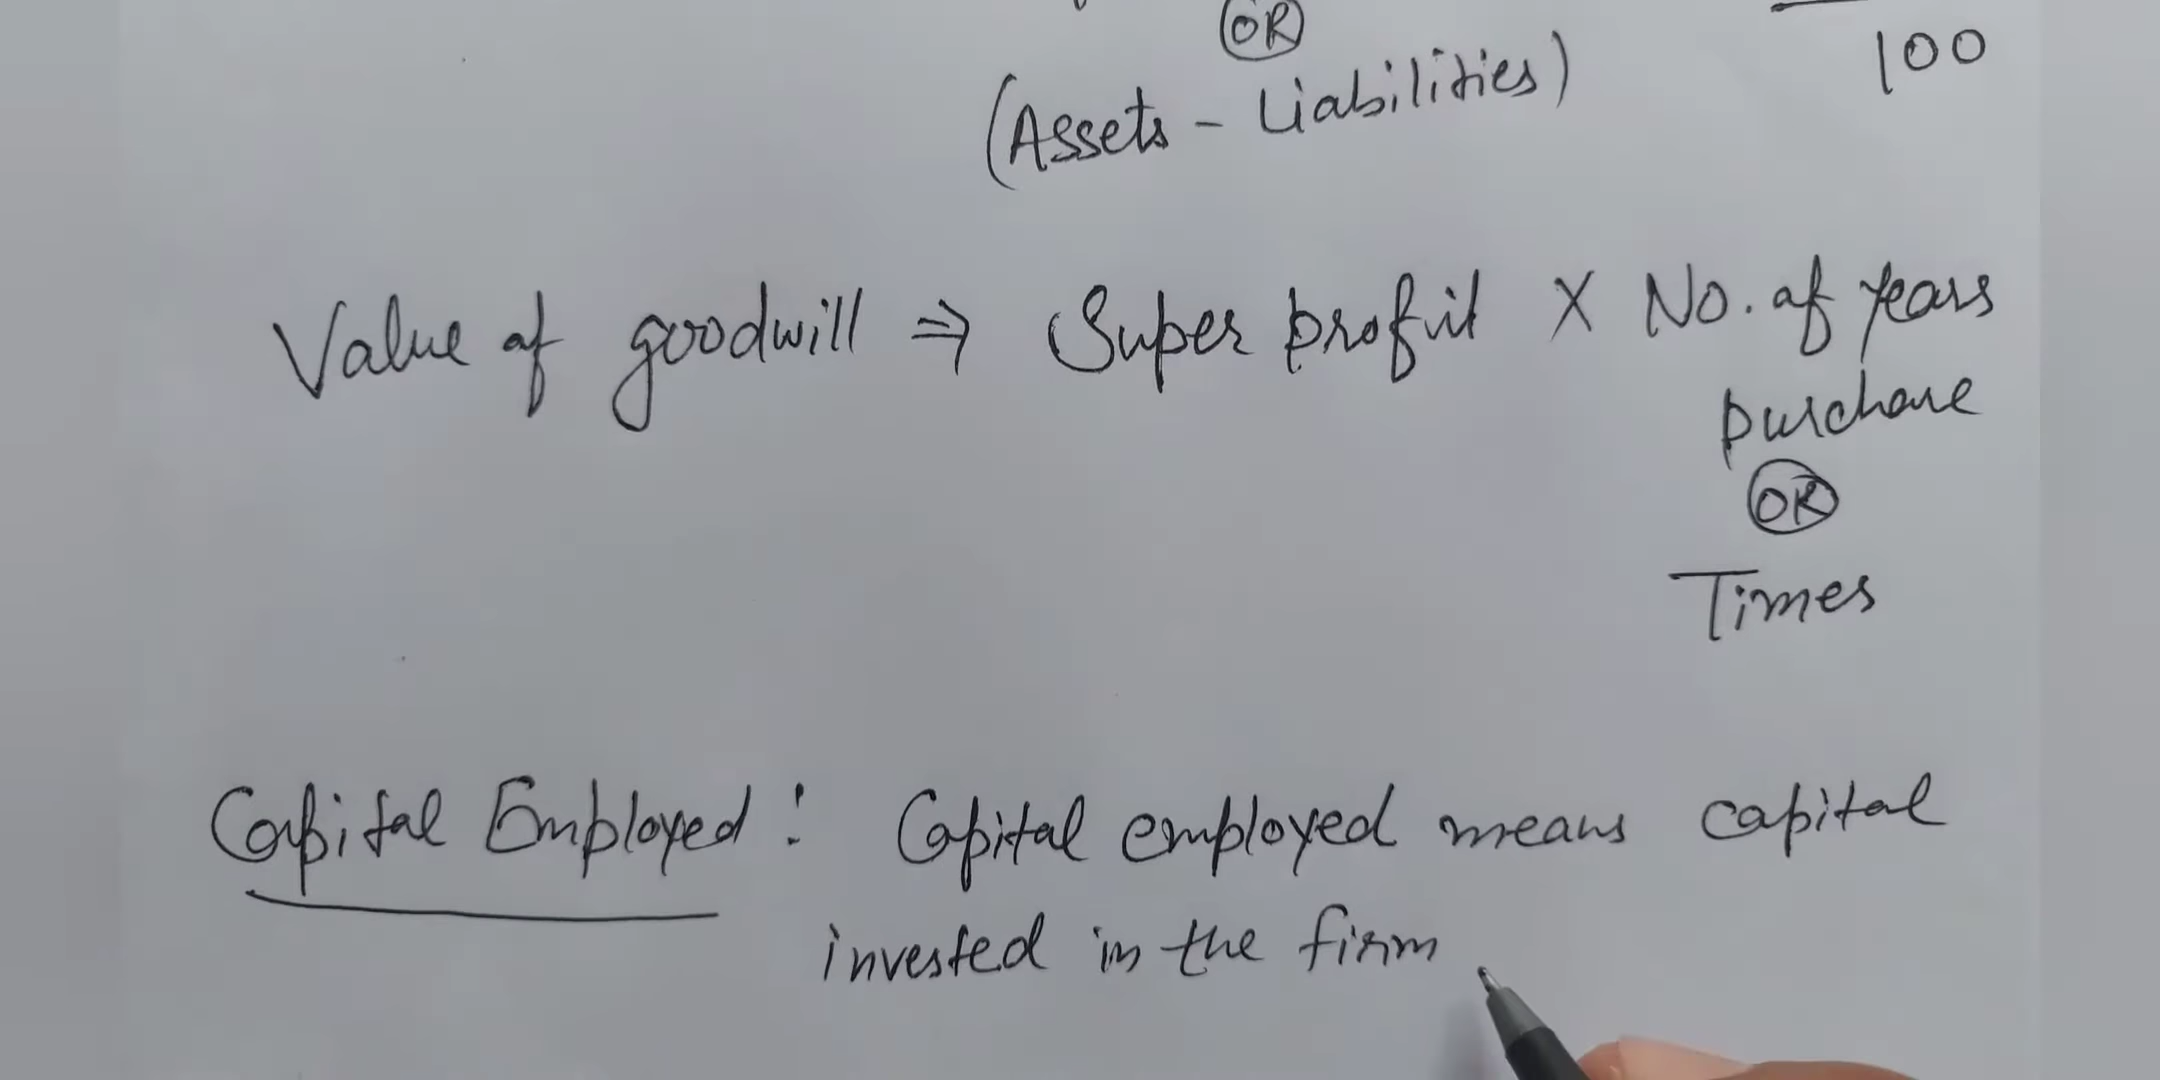 OR
100
(Assets - Liabilities)
Value of goodwill ⇒ Super profit X No. of years
purchase
OR
Times
Capital Employed : Capital employed means capital
invested in the firm